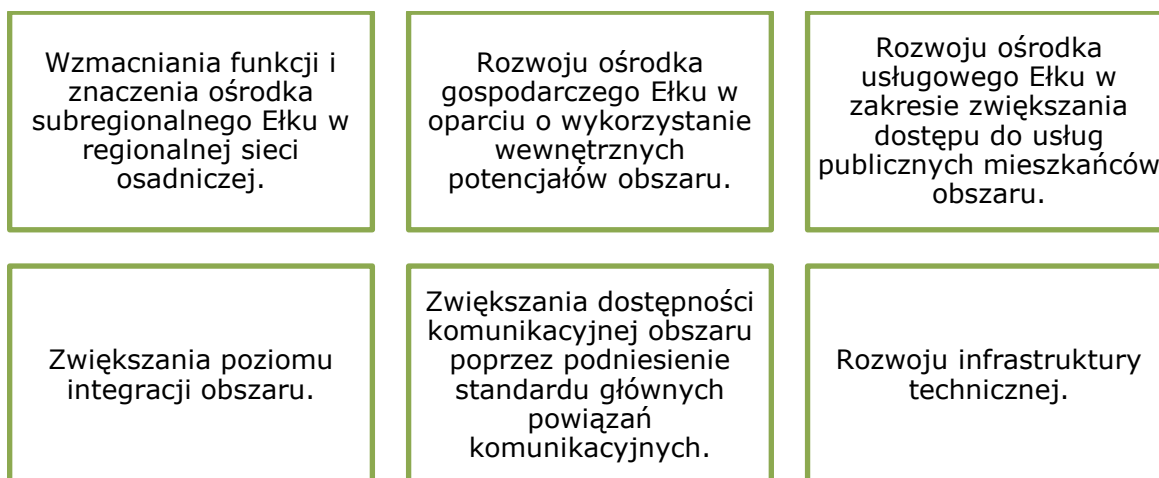 Wzmacniania funkcji i
znaczenia ośrodka
subregionalnego Ełku w
regionalnej sieci
osadniczej.
Rozwoju ośrodka
gospodarczego Ełku w
oparciu o wykorzystanie
wewnętrznych
potencjałów obszaru.
Rozwoju ośrodka
usługowego Ełku w
zakresie zwiększania
dostępu do usług
publicznych mieszkańców
obszaru.
Zwiększania poziomu
integracji obszaru.
Zwiększania dostępności
komunikacyjnej obszaru
poprzez podniesienie
standardu głównych
powiązań
komunikacyjnych.
Rozwoju infrastruktury
technicznej.